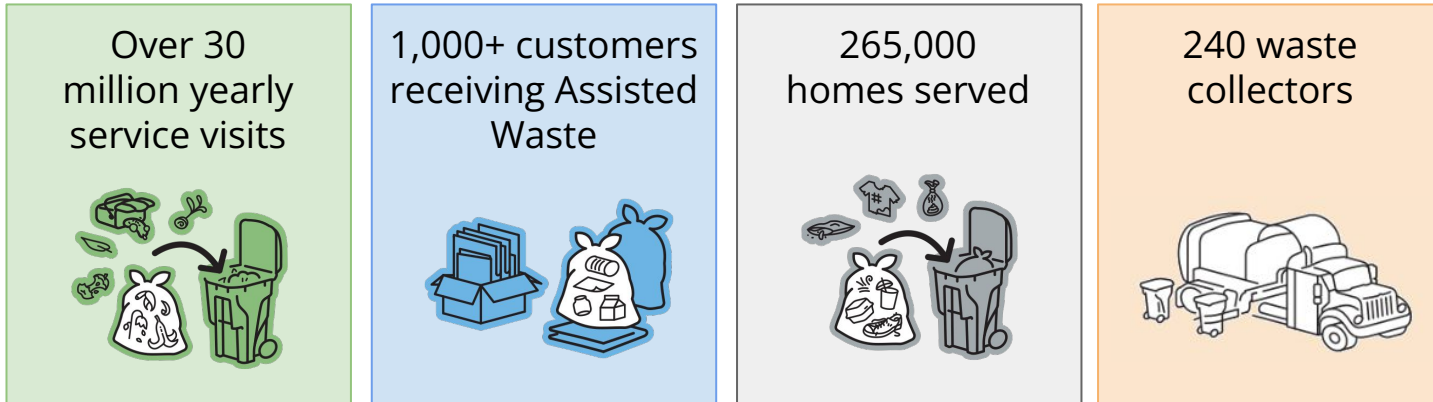 Over 30
million yearly
service visits
1,000+ customers
receiving Assisted
Waste
265,000
homes served
240 waste
collectors